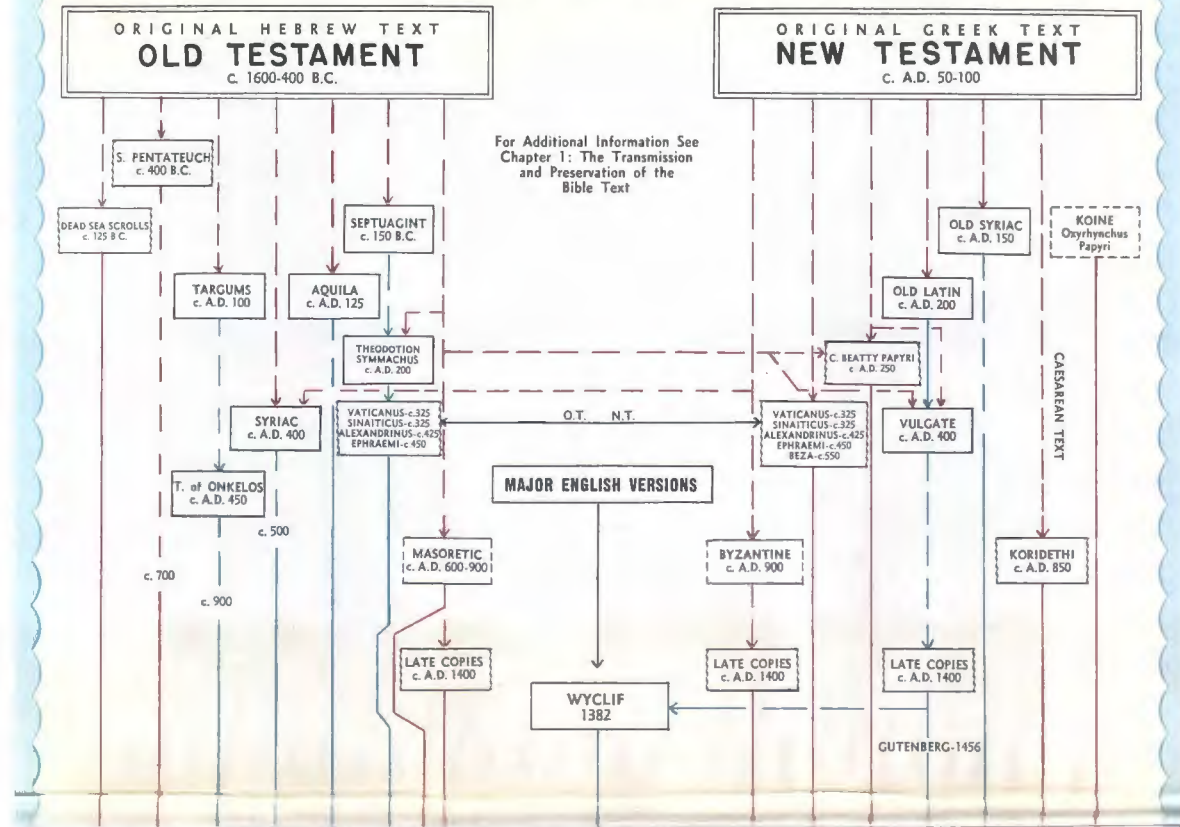 ORIGINAL HEBREW TEXT
OLD TESTAMENT
c. 1600-400 B.C.
ORIGINAL GREEK TEXT
NEW TESTAMENT
c. A.D. 50-100
For Additional Information See
Chapter 1: The Transmission
and Preservation of the
Bible Text
S. PENTATEUCH
c. 400 B.C.
DEAD SEA SCROLLS
c. 125 B C.
SEPTUAGINT
c. 150 B.C.
OLD SYRIAC
c. A.D. 150
KOINE
Oxyrhynchus
Papyri
TARGUMS
c. A.D. 100
AQUILA
c. A.D. 125
OLD LATIN
c. A.D. 200
THEODOTION
SYMMACHUS
c. A.D. 200
C. BEATTY PAPYRI
c. A.D. 250
CAESAREAN TEXT
SYRIAC
c. A.D. 400
VATICANUS-c.325
SINAITICUS-c.325
ALEXANDRINUS-c.425
EPHRAEMI-c 450
O.T. N.T.
VATICANUS-c.325
SINAITICUS-c.325
ALEXANDRINUS-c.425
EPHRAEMI-c.450
BEZA-c.550
VULGATE
c. A.D. 400
T. of ONKELOS
c. A.D. 450
MAJOR ENGLISH VERSIONS
c. 500
MASORETIC
c. A.D. 600-900
BYZANTINE
c. A.D. 900
KORIDETHI
c. A.D. 850
c. 700
c. 900
LATE COPIES
c. A.D. 1400
WYCLIF
1382
LATE COPIES
c. A.D. 1400
LATE COPIES
c. A.D. 1400
GUTENBERG-1456